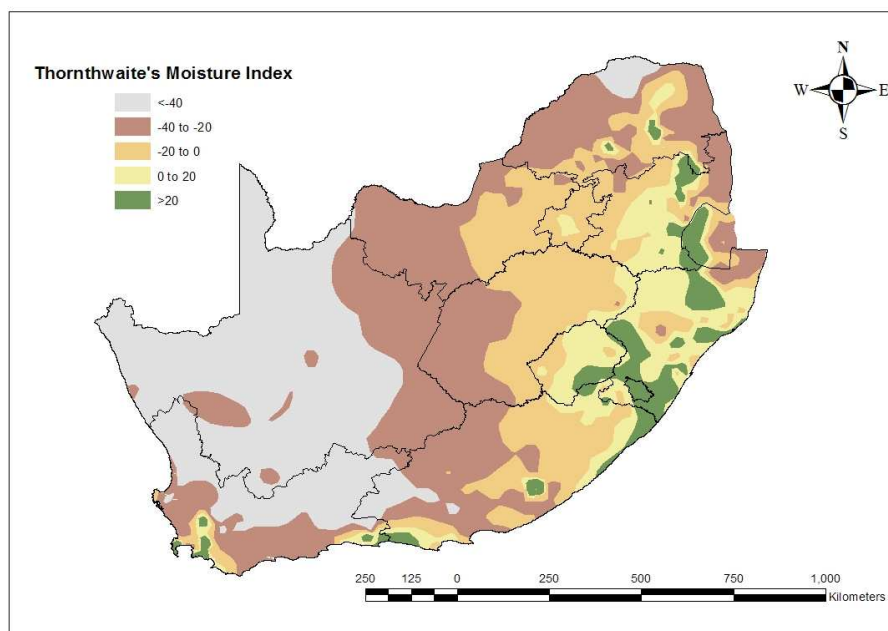 Thornthwaite's Moisture Index
<-40
-40 to -20
-20 to 0
0 to 20
>20
N
W E
S
250 125 0 250 500 750 1,000
Kilometers